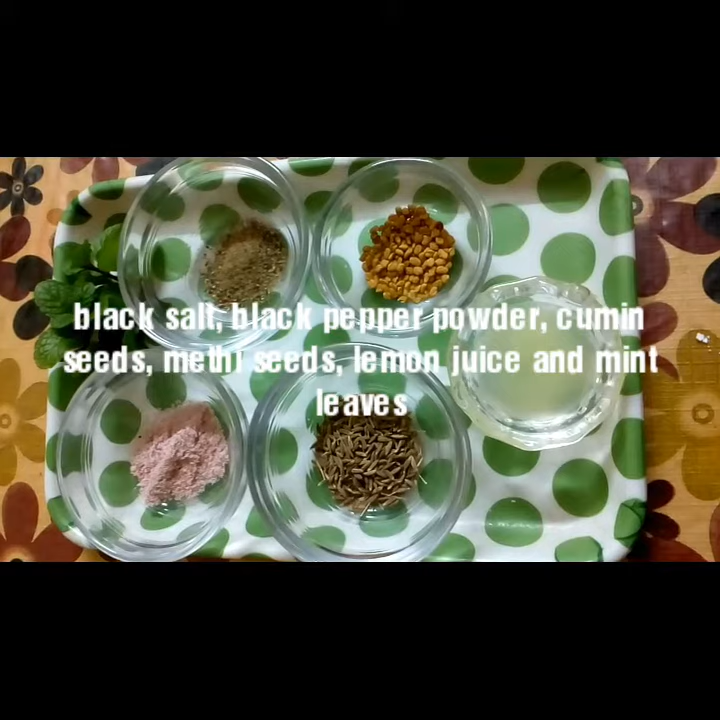 black salt, black pepper powder, cumin
seeds, methi seeds, lemon juice and mint
leaves